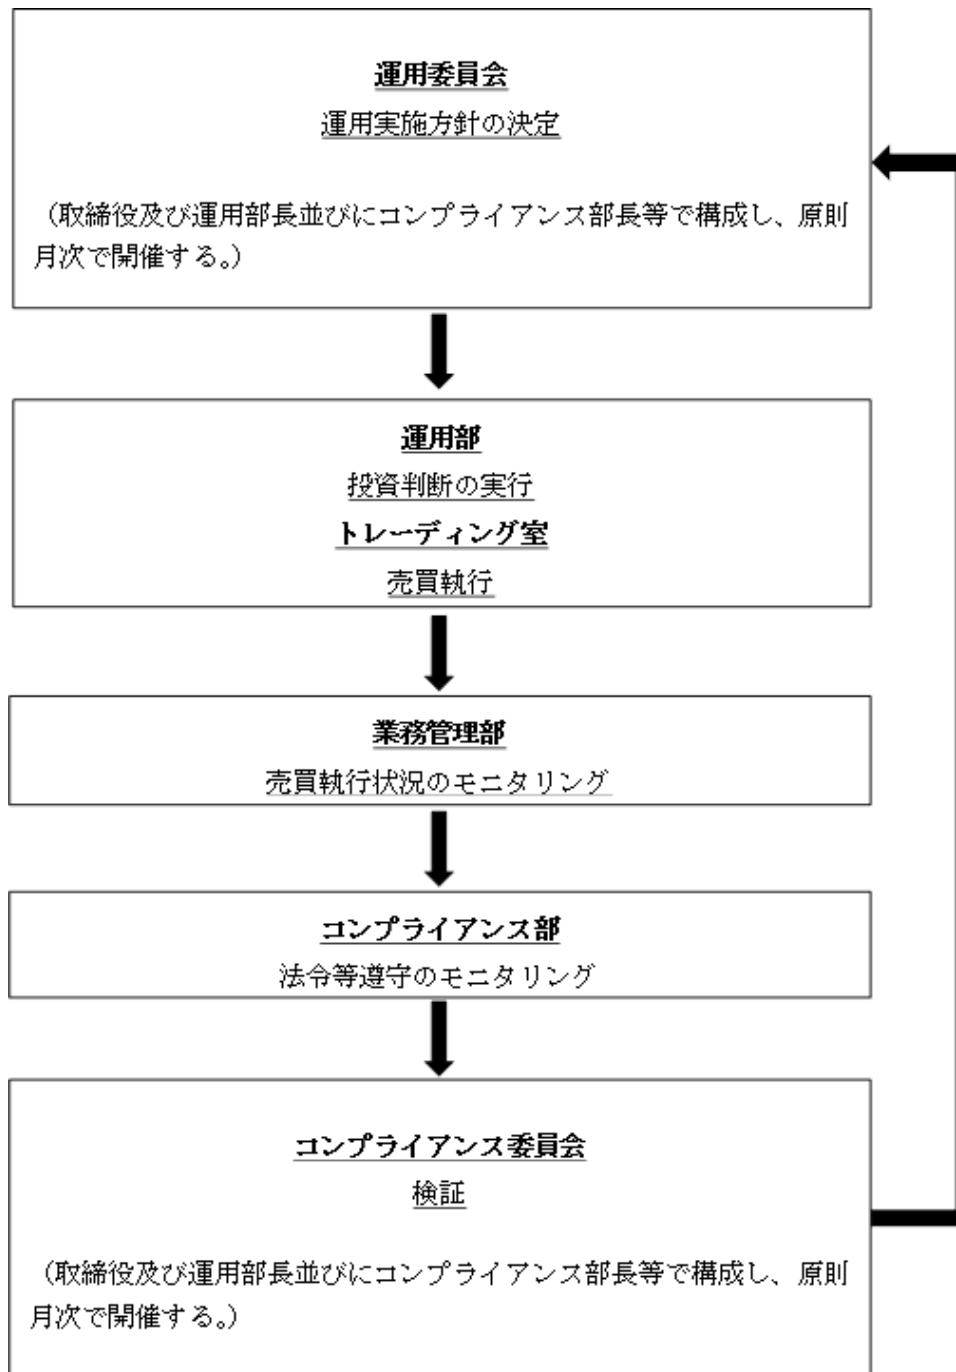 運用委員会
運用実施方針の決定
（取締役及び運用部長並びにコンプライアンス部長等で構成し、原則
月次で開催する。）
運用部
投資判断の実行
トレーディング室
売買執行
業務管理部
売買執行状況のモニタリング
コンプライアンス部
法令等遵守のモニタリング
コンプライアンス委員会
検証
（取締役及び運用部長並びにコンプライアンス部長等で構成し、原則
月次で開催する。）